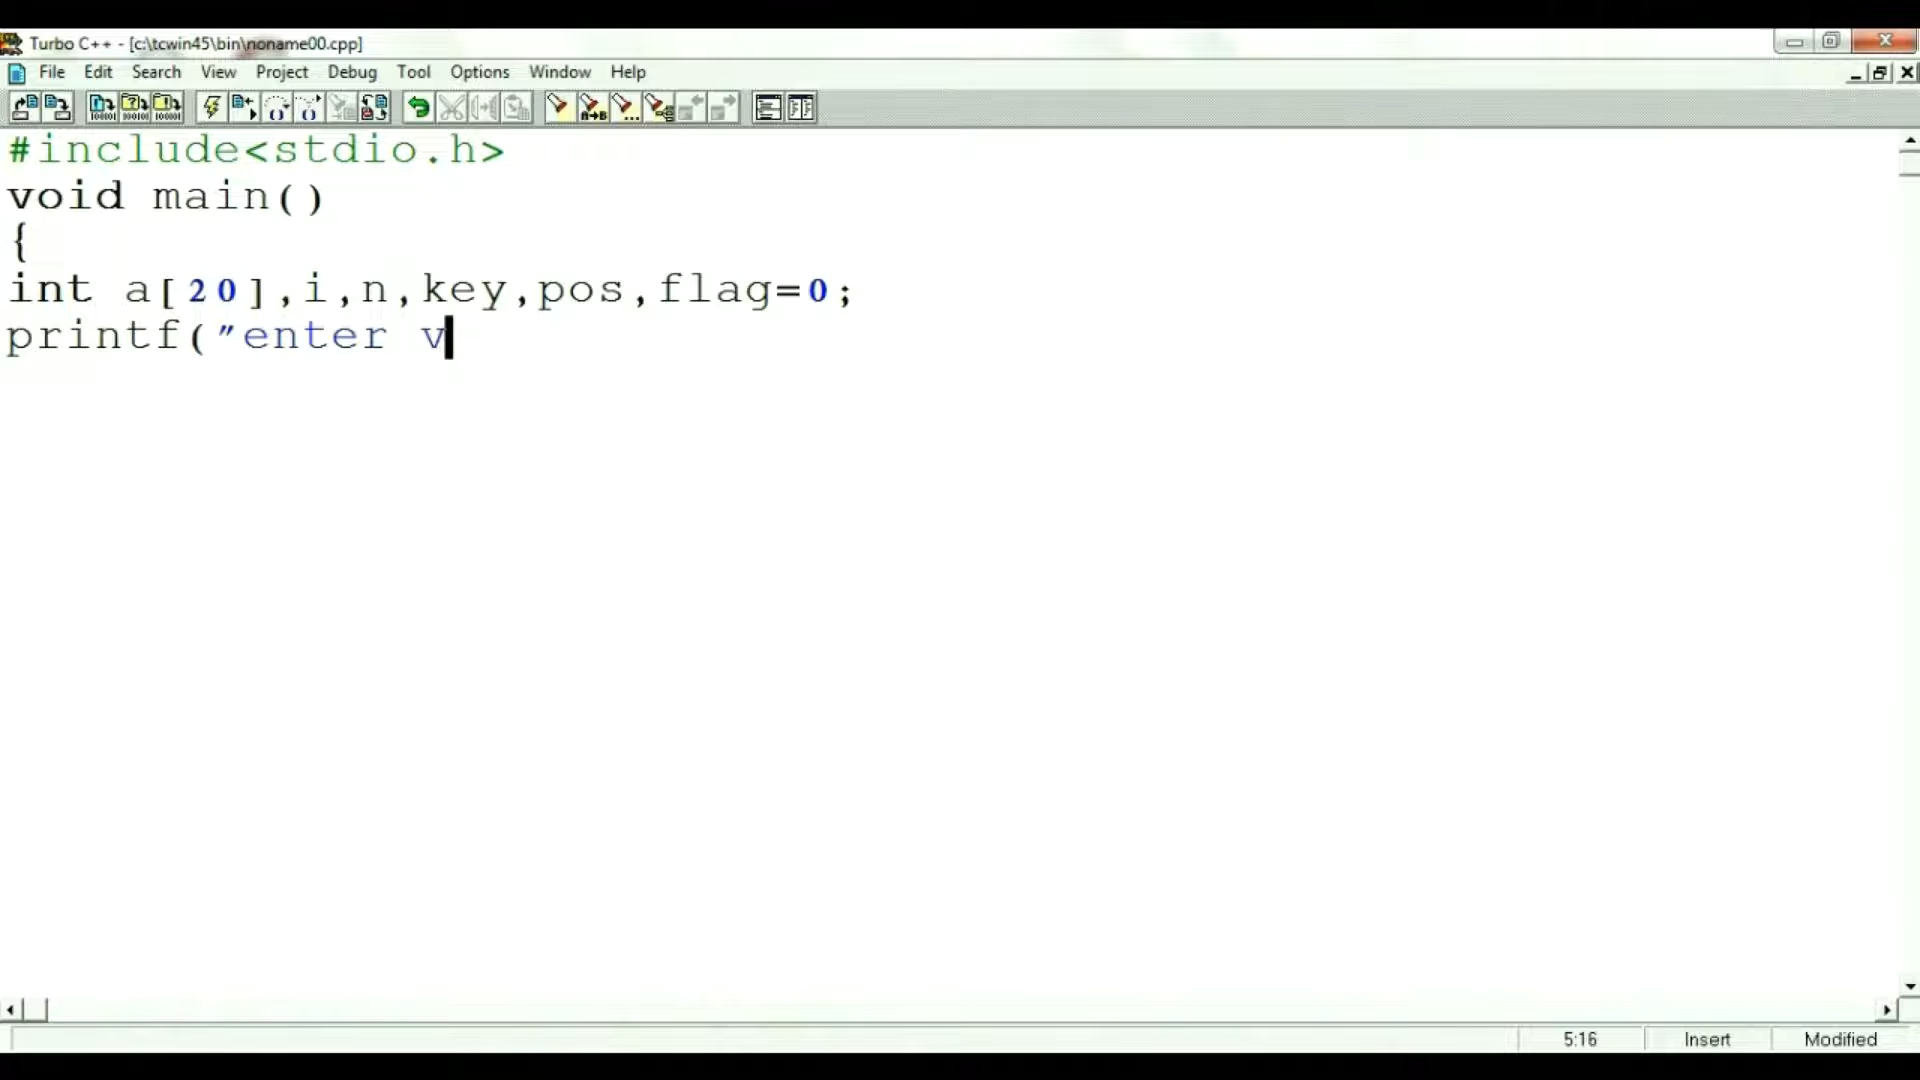 Turbo C++ - [c:\tcwin45\bin\noname00.cpp]
File Edit Search View Project Debug Tool Options Window Help
#include<stdio.h>
void main()
{
int a[20],i,n,key,pos,flag=0;
printf("enter v
5:16 Insert Modified